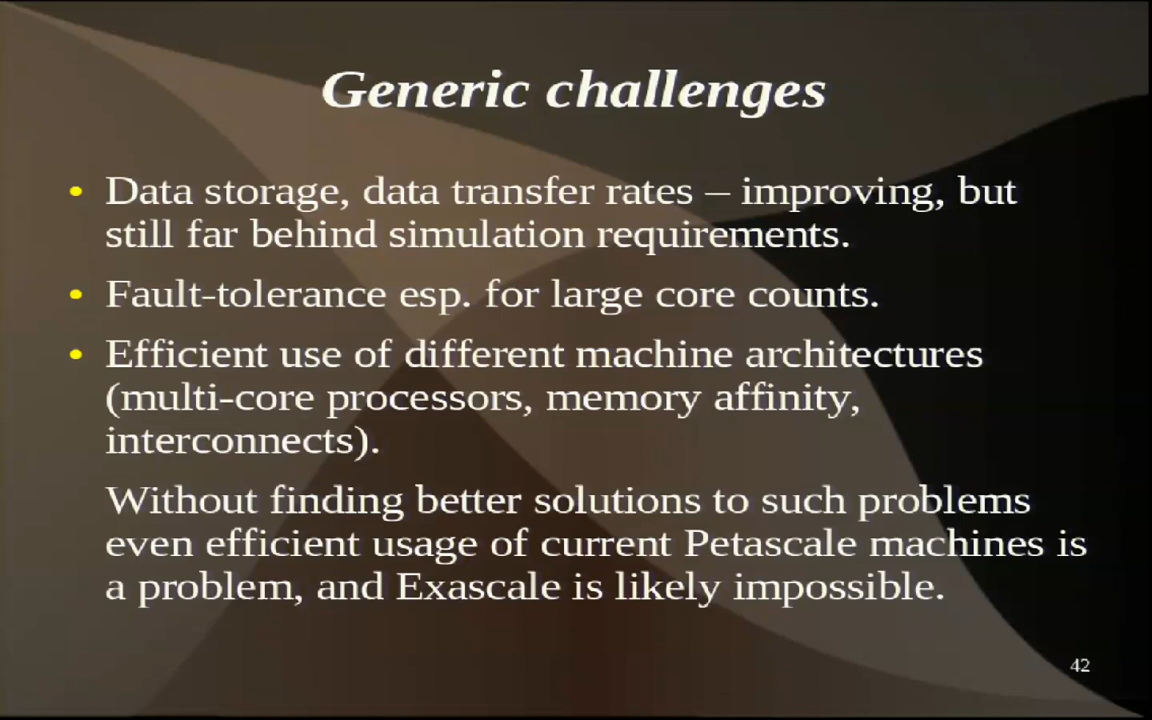 Generic challenges
• Data storage, data transfer rates – improving, but
still far behind simulation requirements.
• Fault-tolerance esp. for large core counts.
• Efficient use of different machine architectures
(multi-core processors, memory affinity,
interconnects).
Without finding better solutions to such problems
even efficient usage of current Petascale machines is
a problem, and Exascale is likely impossible.
42